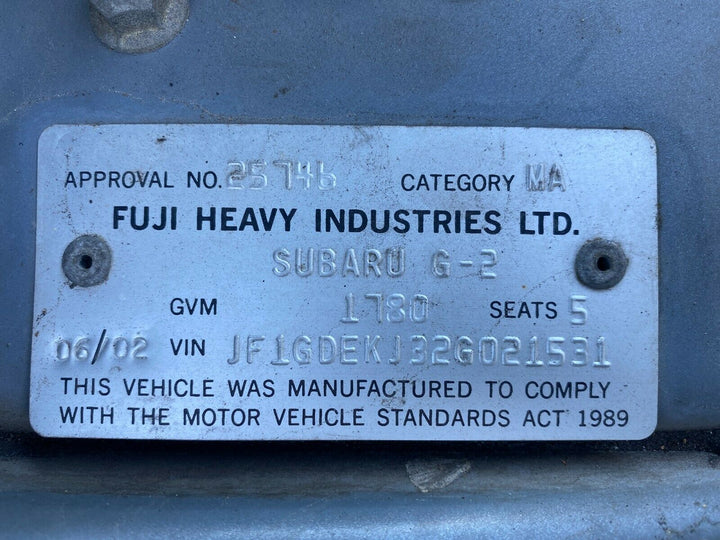 APPROVAL NO. 25746 CATEGORY MA
FUJI HEAVY INDUSTRIES LTD.
SUBARU G-2
GVM 1780 SEATS 5
06/02 VIN JF1GDEKJ32G021531
THIS VEHICLE WAS MANUFACTURED TO COMPLY
WITH THE MOTOR VEHICLE STANDARDS ACT 1989